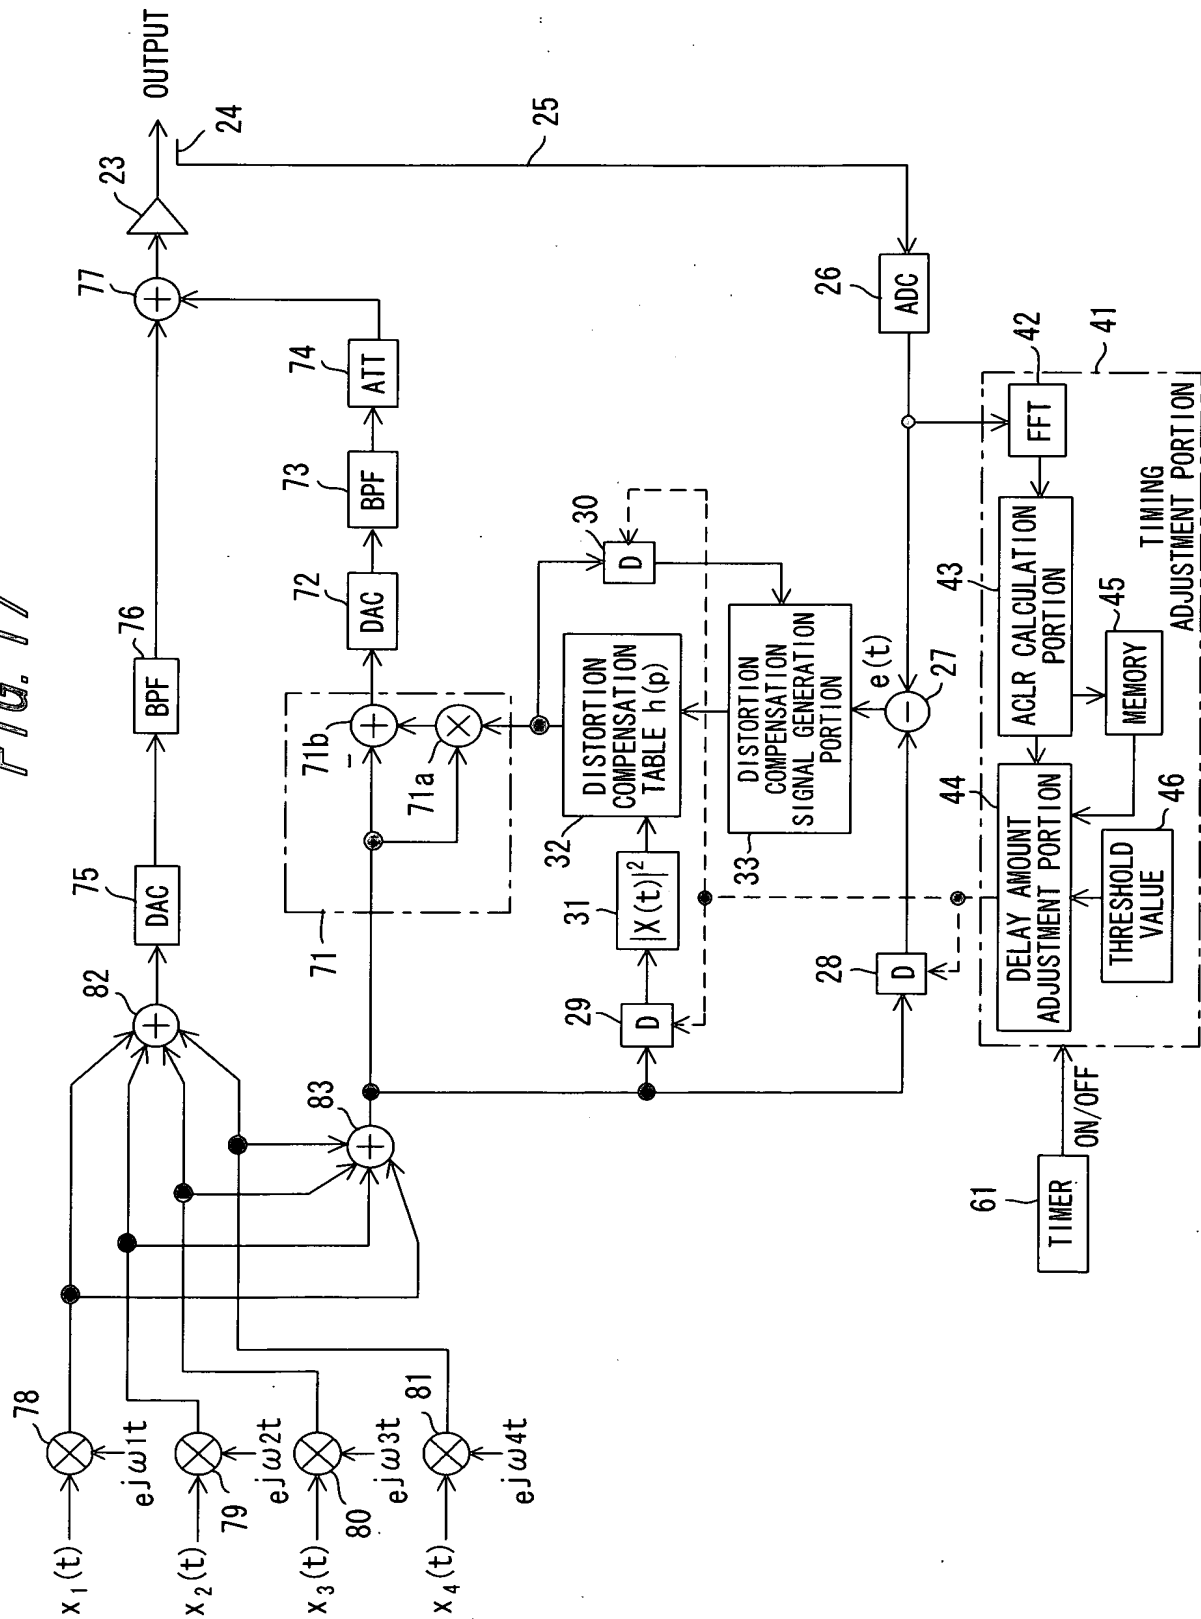 Fig. 17
x1(t)
x2(t)
x3(t)
x4(t)
78
79
80
81
ejω1t
ejω2t
ejω3t
ejω4t
82
83
75
DAC
76
BPF
77
23
OUTPUT
24
25
71
71b
−
71a
72
DAC
73
BPF
74
ATT
26
ADC
29
D
31
|X(t)|²
32
DISTORTION
COMPENSATION
TABLE h(p)
30
D
33
DISTORTION
COMPENSATION
SIGNAL GENERATION
PORTION
e(t)
27
28
D
61
TIMER
ON/OFF
44
DELAY AMOUNT
ADJUSTMENT PORTION
43
ACLR CALCULATION
PORTION
42
FFT
41
45
MEMORY
46
THRESHOLD
VALUE
TIMING
ADJUSTMENT PORTION